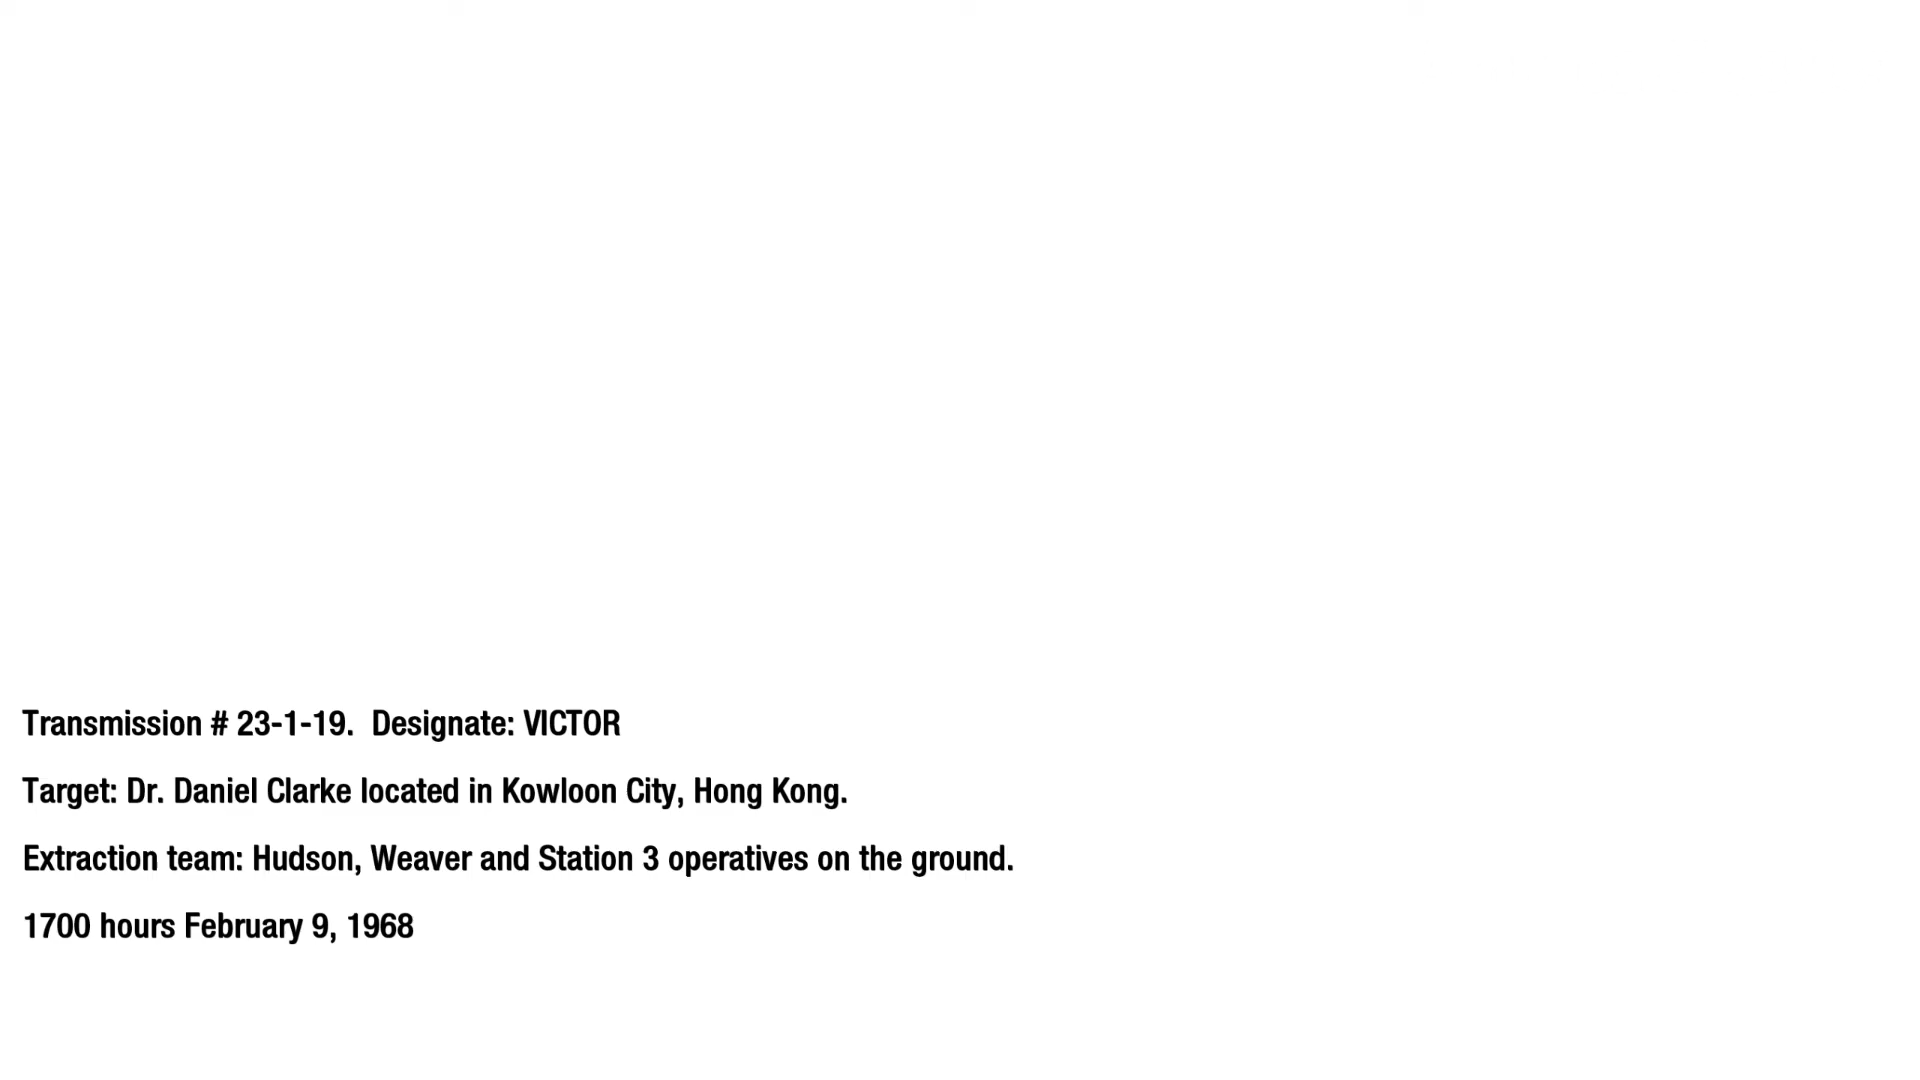 Transmission # 23-1-19.  Designate: VICTOR
Target: Dr. Daniel Clarke located in Kowloon City, Hong Kong.
Extraction team: Hudson, Weaver and Station 3 operatives on the ground.
1700 hours February 9, 1968